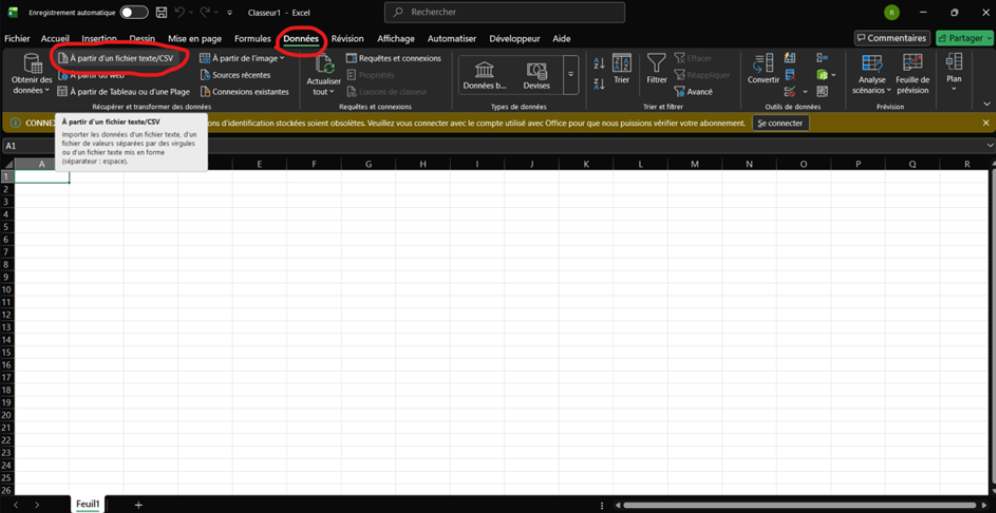 Enregistrement automatique Classeur1 - Excel Rechercher R
Fichier Accueil Insertion Dessin Mise en page Formules Données Révision Affichage Automatiser Développeur Aide Commentaires Partager
À partir d'un fichier texte/CSV À partir de l'image Requêtes et connexions Effacer
À partir du web Sources récentes Propriétés Réappliquer
À partir de Tableau ou d'une Plage Connexions existantes Liaisons de classeur Avancé
Obtenir des données
Actualiser tout
Données b... Devises
Trier Filtrer
Convertir
Analyse scénarios Feuille de prévision
Plan
Récupérer et transformer des données Requêtes et connexions Types de données Trier et filtrer Outils de données Prévision
CONNE ons d'identification stockées soient obsolètes. Veuillez vous connecter avec le compte utilisé avec Office pour que nous puissions vérifier votre abonnement. Se connecter
À partir d'un fichier texte/CSV
Importer les données d'un fichier texte, d'un
fichier de valeurs séparées par des virgules
ou d'un fichier texte mis en forme
(séparateur : espace).
A1
A E F G H I J K L M N O P Q R
1
2
3
4
5
6
7
8
9
10
11
12
13
14
15
16
17
18
19
20
21
22
23
24
25
26
Feuil1